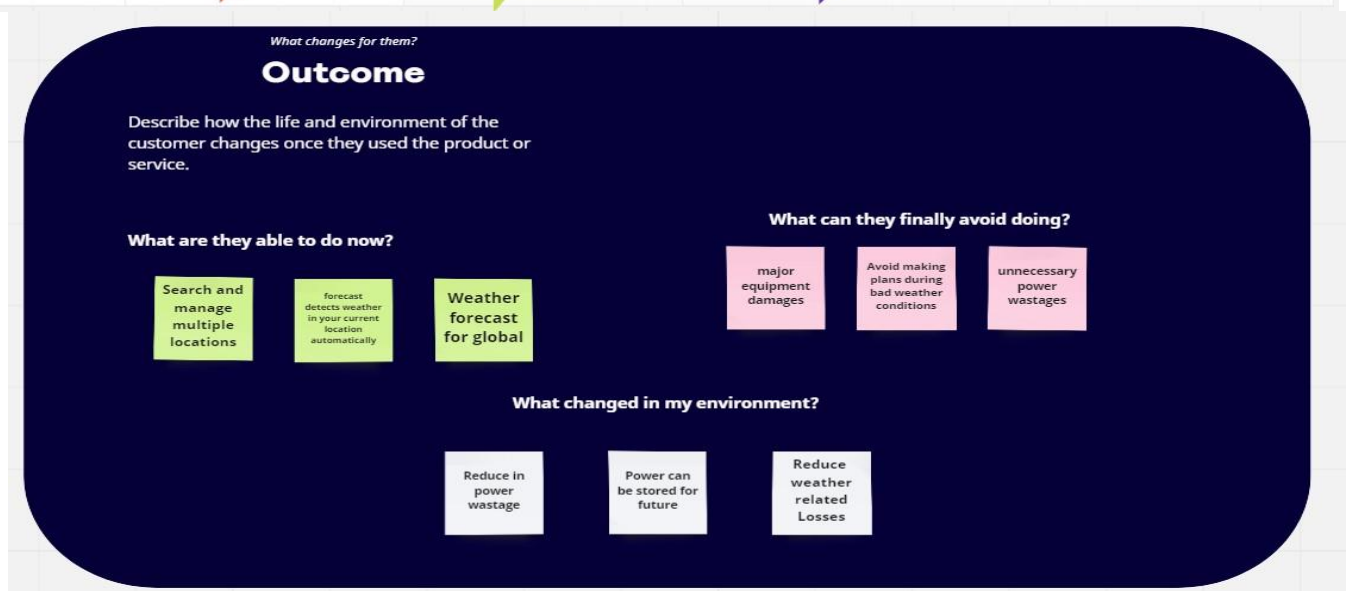 What changes for them?
Outcome
Describe how the life and environment of the
customer changes once they used the product or
service.
What are they able to do now?
Search and
manage
multiple
locations
forecast
detects weather
in your current
location
automatically
Weather
forecast
for global
What can they finally avoid doing?
major
equipment
damages
Avoid making
plans during
bad weather
conditions
unnecessary
power
wastages
What changed in my environment?
Reduce in
power
wastage
Power can
be stored for
future
Reduce
weather
related
Losses